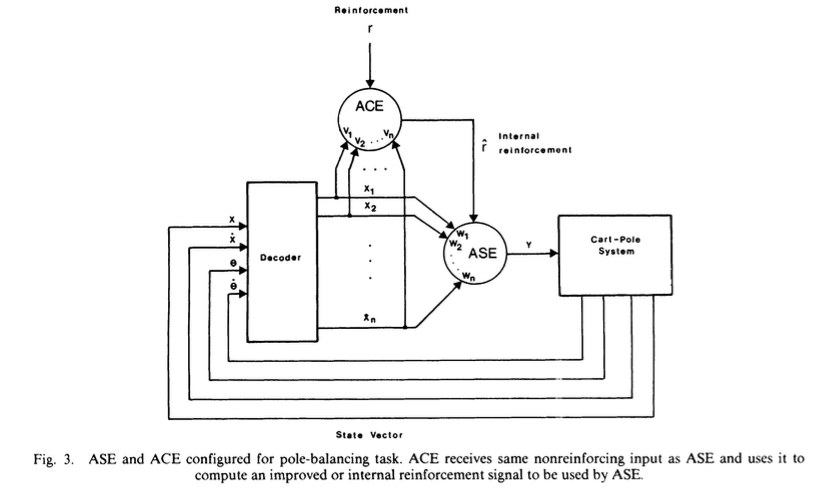 Reinforcement
r
ACE
v₁ v₂ ... vₙ
r̂
Internal
reinforcement
. . .
x₁
x₂
x
ẋ
θ
θ̇
Decoder
xₙ
w₁
w₂
ASE
wₙ
Y
Cart-Pole
System
State Vector
Fig. 3. ASE and ACE configured for pole-balancing task. ACE receives same nonreinforcing input as ASE and uses it to
compute an improved or internal reinforcement signal to be used by ASE.